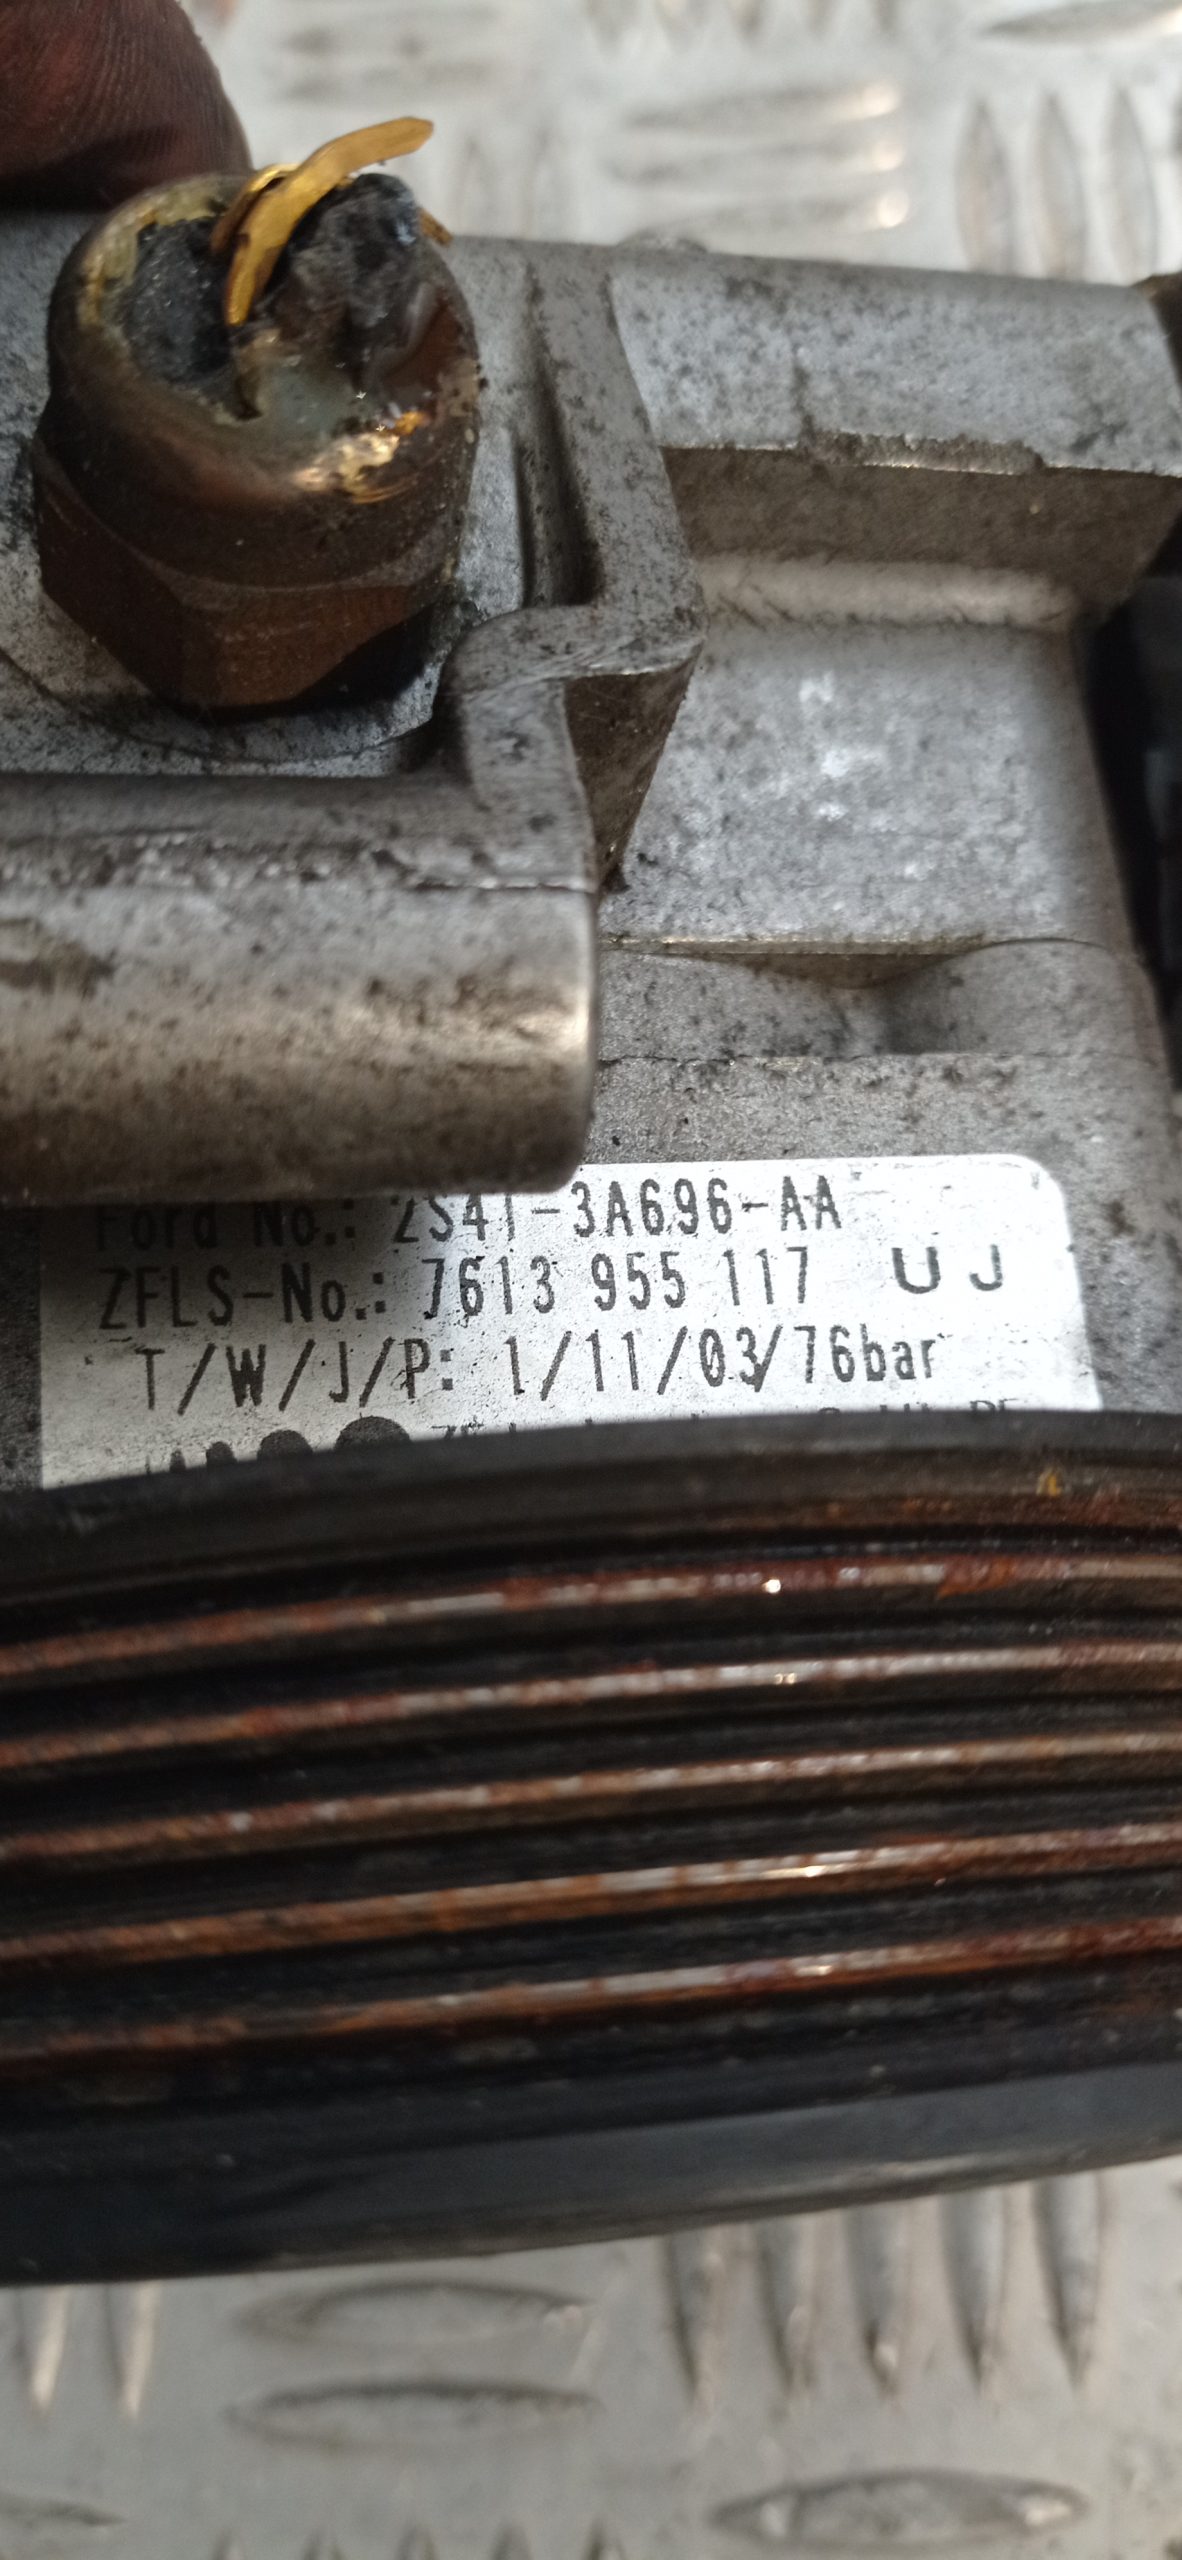 Ford No.: 2S41-3A696-AA
ZFLS-No.: 7613 955 117 UJ
T/W/J/P: 1/11/03/76bar